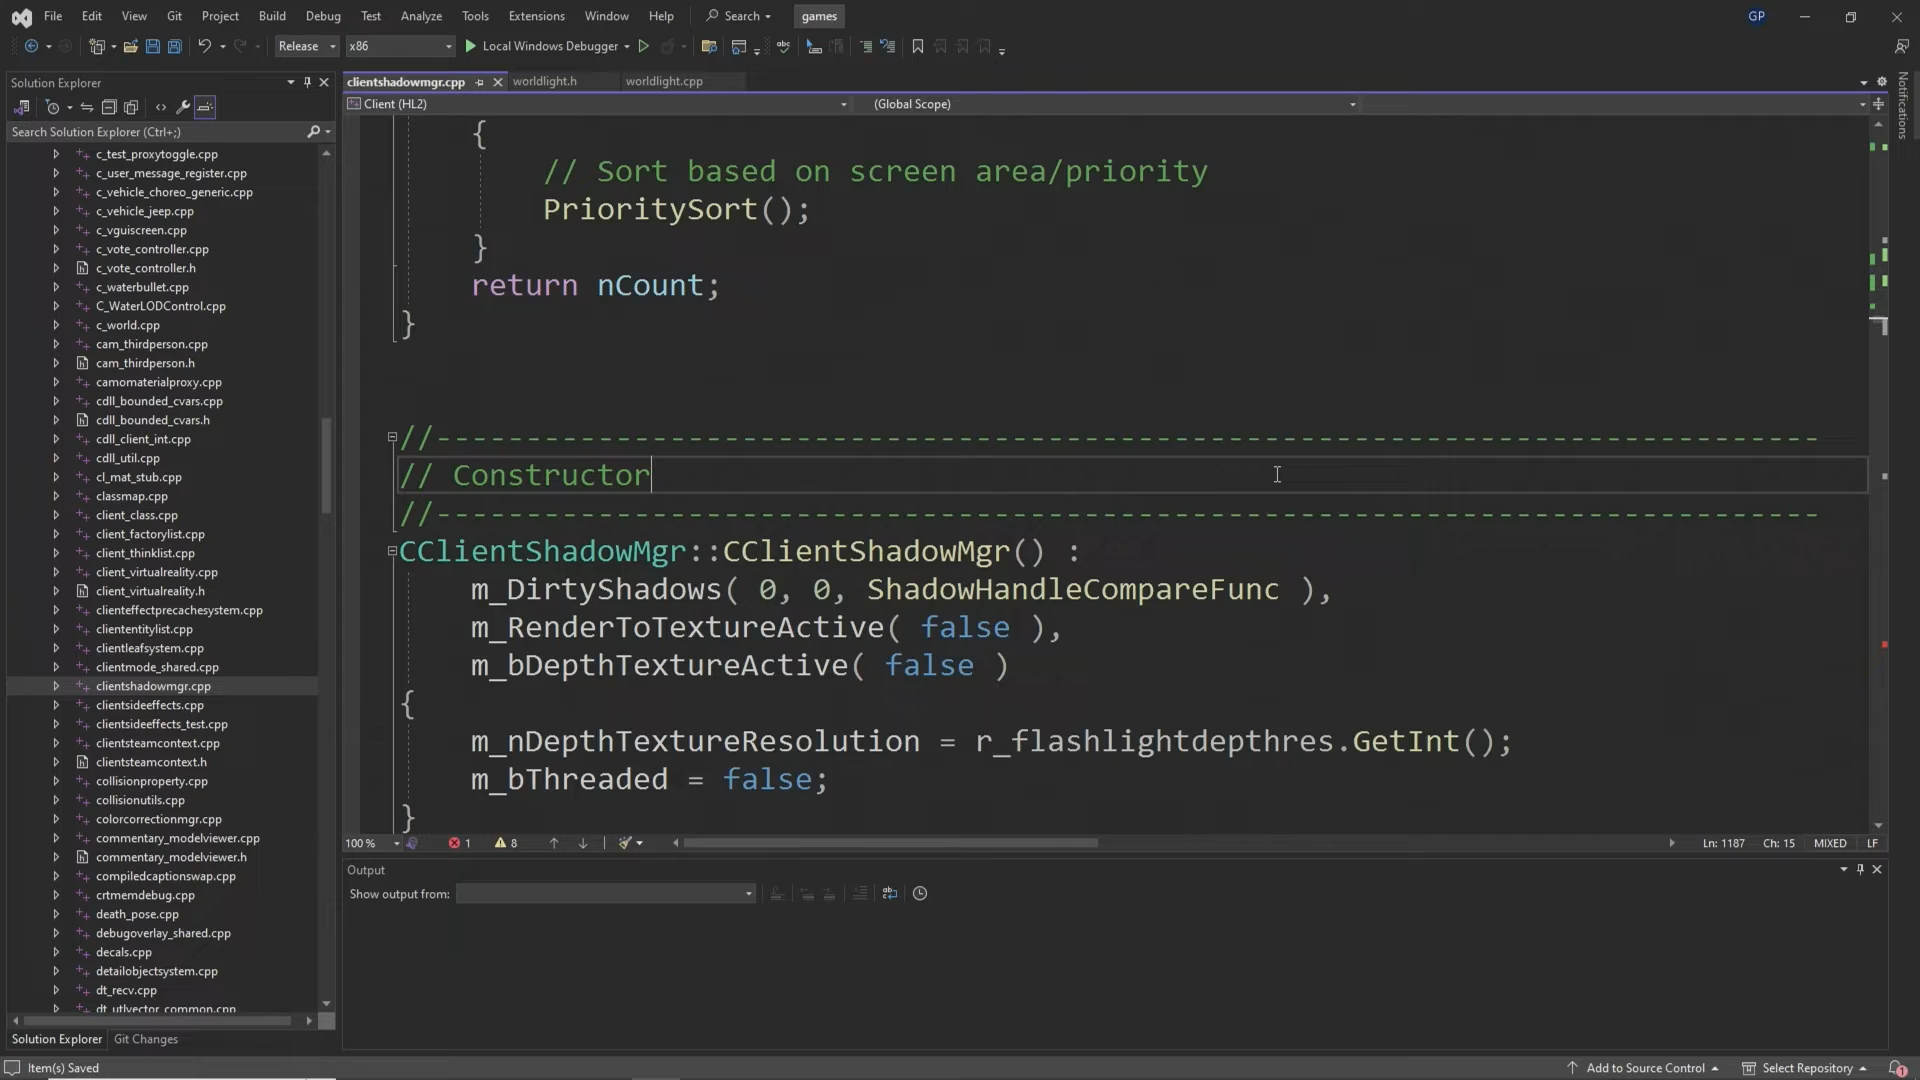 File Edit View Git Project Build Debug Test Analyze Tools Extensions Window Help Search games GP
Release x86 Local Windows Debugger
Solution Explorer
Search Solution Explorer (Ctrl+;)
c_test_proxytoggle.cpp
c_user_message_register.cpp
c_vehicle_choreo_generic.cpp
c_vehicle_jeep.cpp
c_vguiscreen.cpp
c_vote_controller.cpp
c_vote_controller.h
c_waterbullet.cpp
C_WaterLODControl.cpp
c_world.cpp
cam_thirdperson.cpp
cam_thirdperson.h
camomaterialproxy.cpp
cdll_bounded_cvars.cpp
cdll_bounded_cvars.h
cdll_client_int.cpp
cdll_util.cpp
cl_mat_stub.cpp
classmap.cpp
client_class.cpp
client_factorylist.cpp
client_thinklist.cpp
client_virtualreality.cpp
client_virtualreality.h
clienteffectprecachesystem.cpp
cliententitylist.cpp
clientleafsystem.cpp
clientmode_shared.cpp
clientshadowmgr.cpp
clientsideeffects.cpp
clientsideeffects_test.cpp
clientsteamcontext.cpp
clientsteamcontext.h
collisionproperty.cpp
collisionutils.cpp
colorcorrectionmgr.cpp
commentary_modelviewer.cpp
commentary_modelviewer.h
compiledcaptionswap.cpp
crtmemdebug.cpp
death_pose.cpp
debugoverlay_shared.cpp
decals.cpp
detailobjectsystem.cpp
dt_recv.cpp
dt_utlvector_common.cpp
Solution Explorer Git Changes
clientshadowmgr.cpp worldlight.h worldlight.cpp
Client (HL2) (Global Scope)
{
// Sort based on screen area/priority
PrioritySort();
}
return nCount;
}
//-----------------------------------------------------------------------------
// Constructor
//-----------------------------------------------------------------------------
CClientShadowMgr::CClientShadowMgr() :
m_DirtyShadows( 0, 0, ShadowHandleCompareFunc ),
m_RenderToTextureActive( false ),
m_bDepthTextureActive( false )
{
m_nDepthTextureResolution = r_flashlightdepthres.GetInt();
m_bThreaded = false;
}
100 % 1 8 Ln: 1187 Ch: 15 MIXED LF
Output
Show output from:
Notifications
Item(s) Saved Add to Source Control Select Repository 1